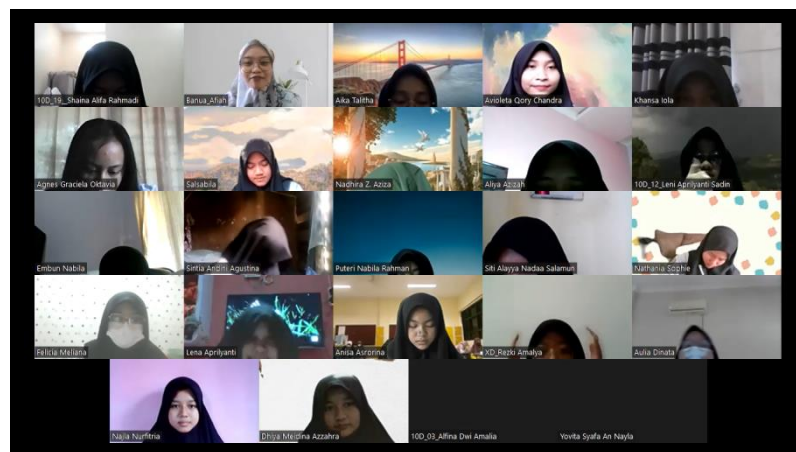 10D_19_ Shaina Alifa Rahmadi
Banua_Afiah
Aika Talitha
Avioleta Qory Chandra
Khansa Iola
Agnes Graciela Oktavia
Salsabila
Nadhira Z. Aziza
Aliya Azizah
10D_12_Leni Aprilyanti Sadin
Embun Nabila
Sintia Andini Agustina
Puteri Nabila Rahman
Siti Alayya Nadaa Salamun
Nathania Sophie
Felicia Meliana
Lena Aprilyanti
Anisa Asrorina
XD_Rezki Amalya
Aulia Dinata
Najla Nurfitria
Dhiya Meidina Azzahra
10D_03_Alfina Dwi Amalia
Yovita Syafa An Nayla